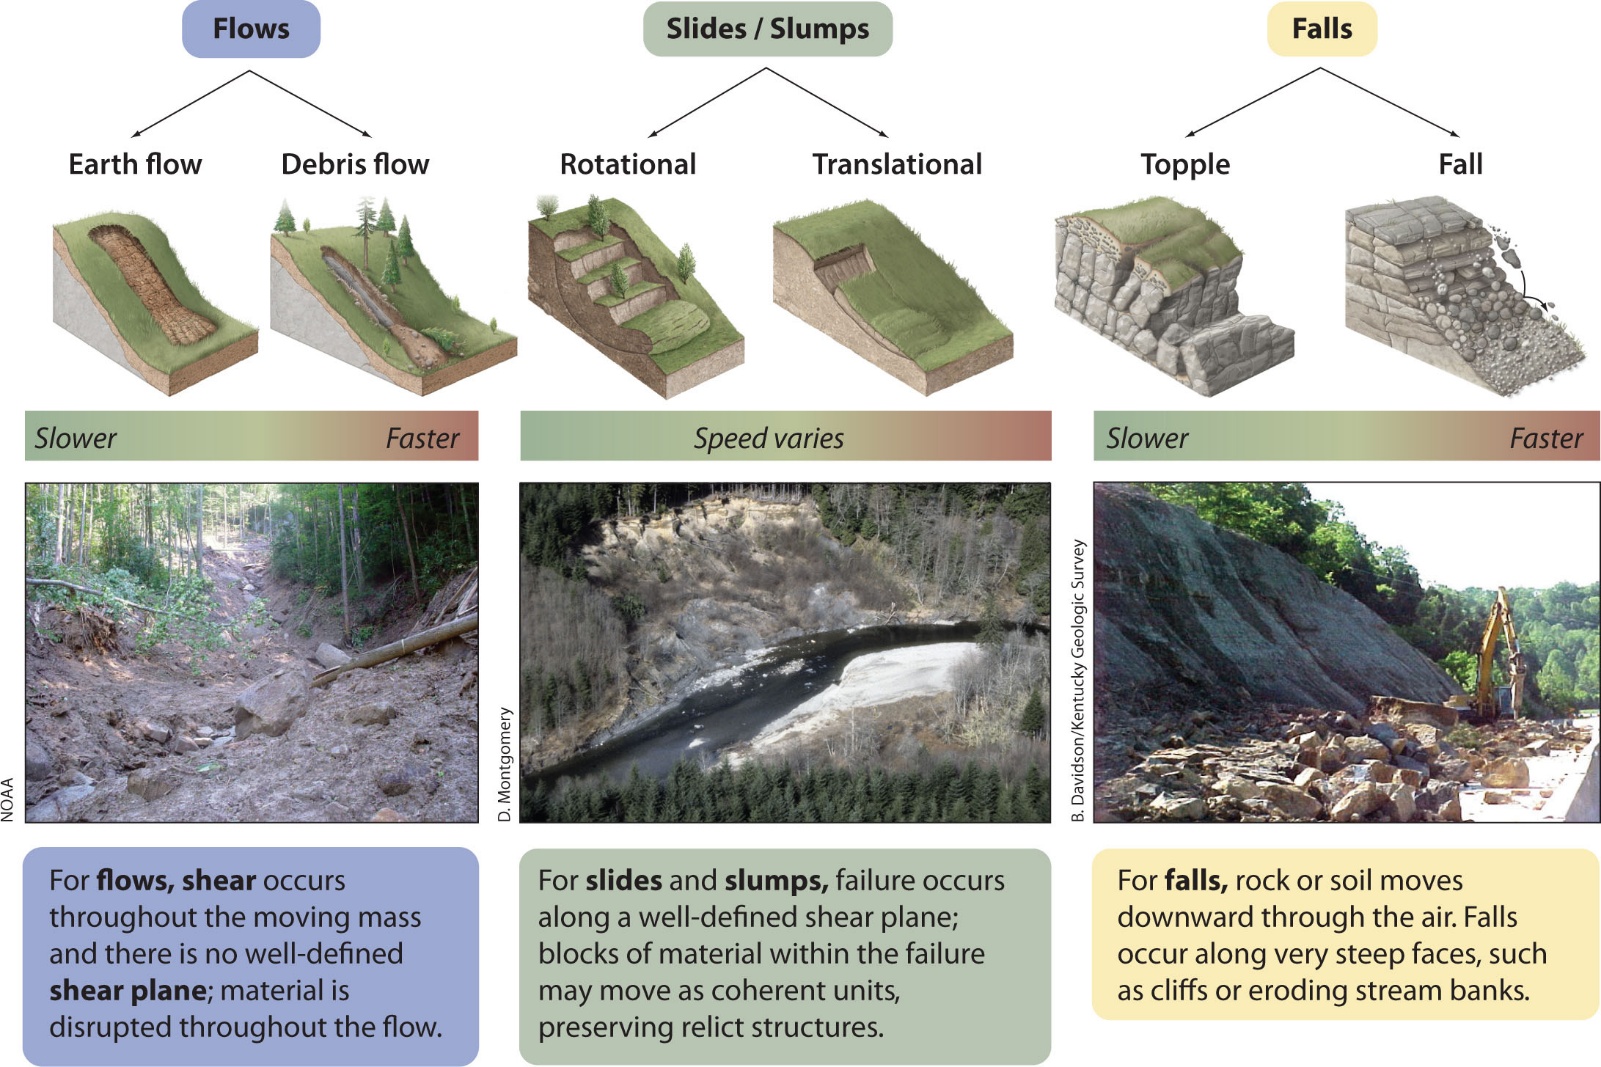 Flows
Slides / Slumps
Falls
Earth flow
Debris flow
Rotational
Translational
Topple
Fall
Slower
Faster
Speed varies
Slower
Faster
NOAA
D. Montgomery
B. Davidson/Kentucky Geologic Survey
For flows, shear occurs
throughout the moving mass
and there is no well-defined
shear plane; material is
disrupted throughout the flow.
For slides and slumps, failure occurs
along a well-defined shear plane;
blocks of material within the failure
may move as coherent units,
preserving relict structures.
For falls, rock or soil moves
downward through the air. Falls
occur along very steep faces, such
as cliffs or eroding stream banks.